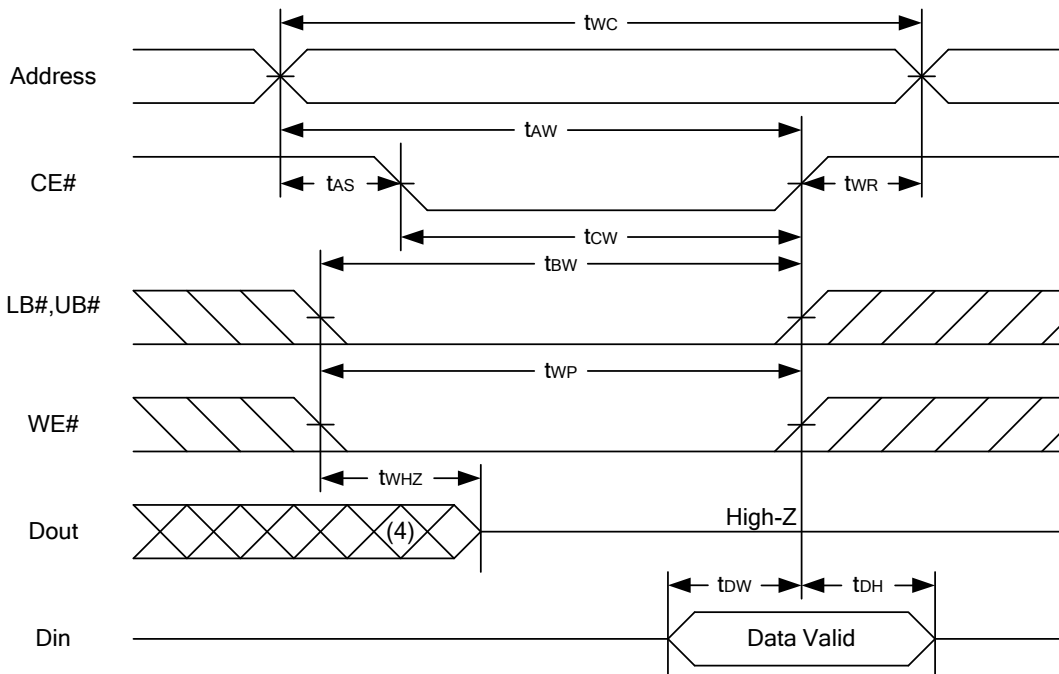 tWC
Address
tAW
CE#
tAS
tWR
tCW
tBW
LB#,UB#
tWP
WE#
tWHZ
Dout
(4)
High-Z
tDW
tDH
Din
Data Valid